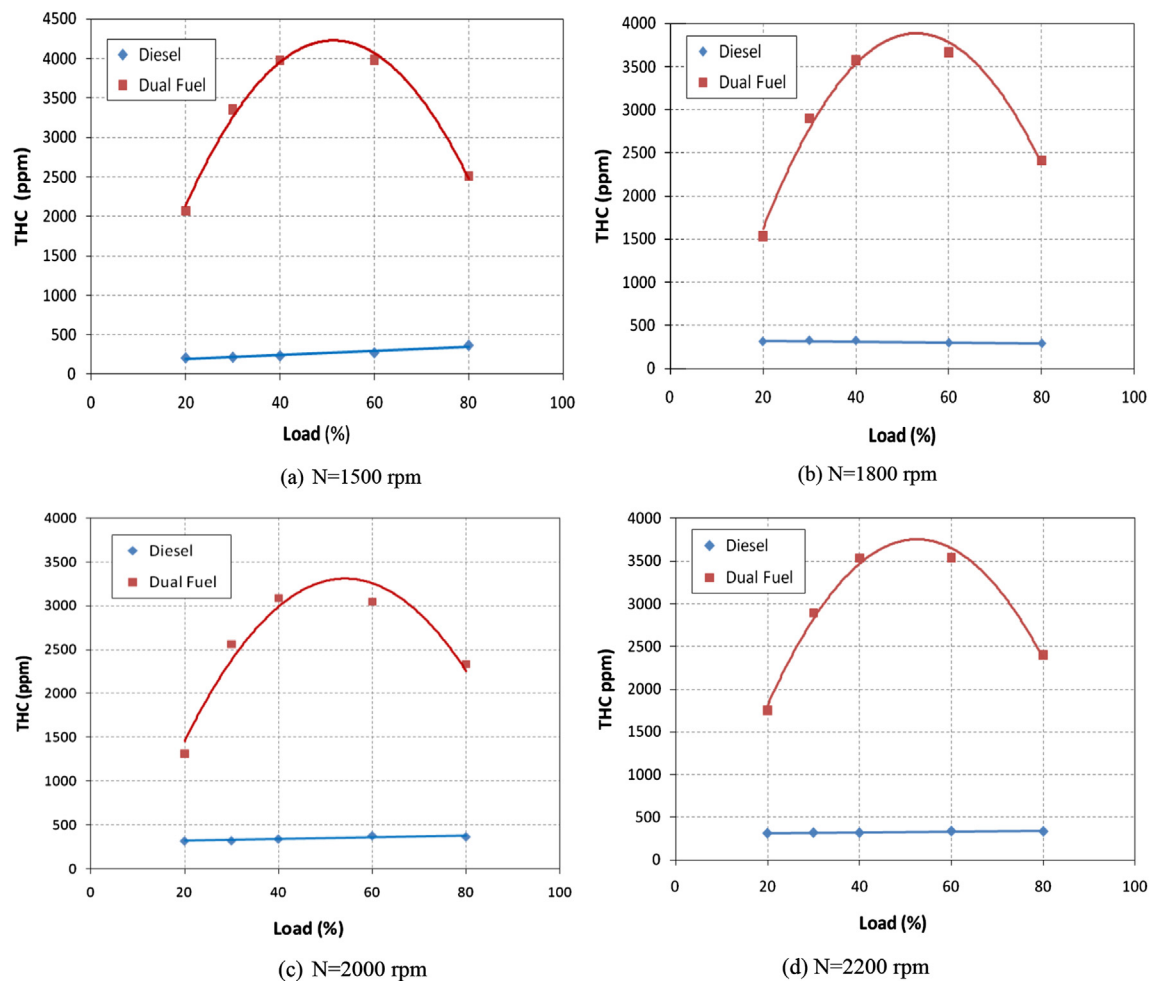 4500
4000
3500
3000
2500
2000
1500
1000
500
0
THC (ppm)
Diesel
Dual Fuel
0 20 40 60 80 100
Load (%)
(a) N=1500 rpm
4000
3500
3000
2500
2000
1500
1000
500
0
THC (ppm)
Diesel
Dual Fuel
0 20 40 60 80 100
Load (%)
(b) N=1800 rpm
4000
3500
3000
2500
2000
1500
1000
500
0
THC (ppm)
Diesel
Dual Fuel
0 20 40 60 80 100
Load (%)
(c) N=2000 rpm
4000
3500
3000
2500
2000
1500
1000
500
0
THC ppm)
Diesel
Dual Fuel
0 20 40 60 80 100
Load (%)
(d) N=2200 rpm